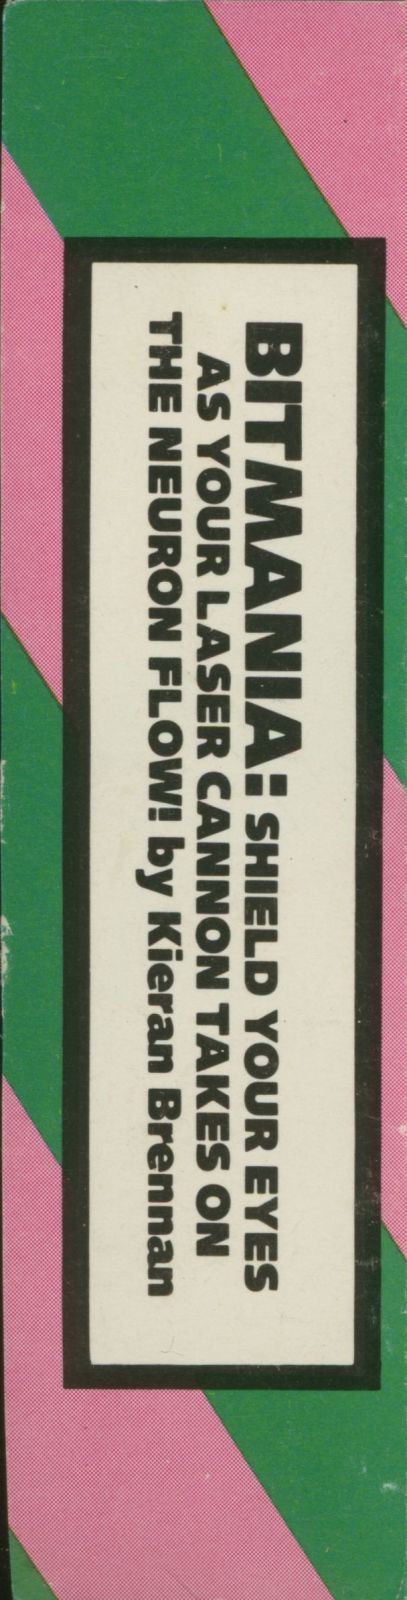 BITMANIA: SHIELD YOUR EYES
AS YOUR LASER CANNON TAKES ON
THE NEURON FLOW! by Kieran Brennan